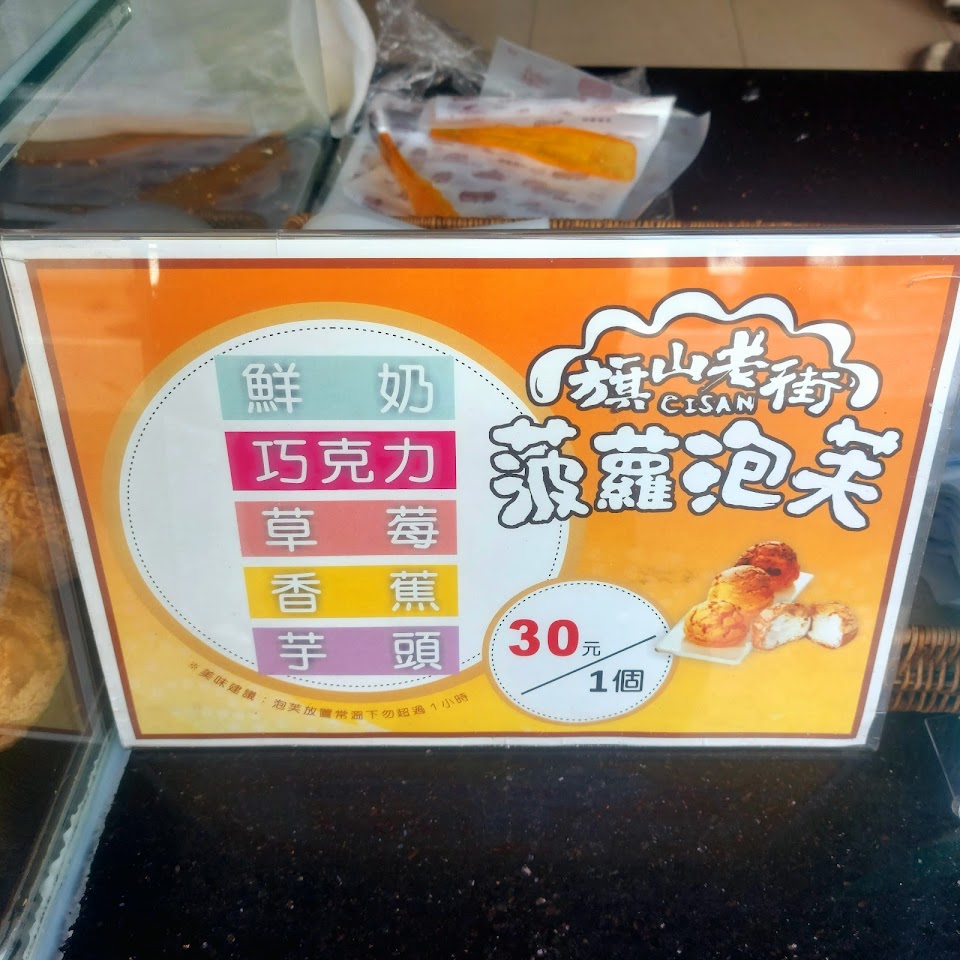 旗山老街
CISAN
菠蘿泡芙
鮮奶
巧克力
草莓
香蕉
芋頭
30元
1個
※美味建議：泡芙放置常溫下勿超過1小時